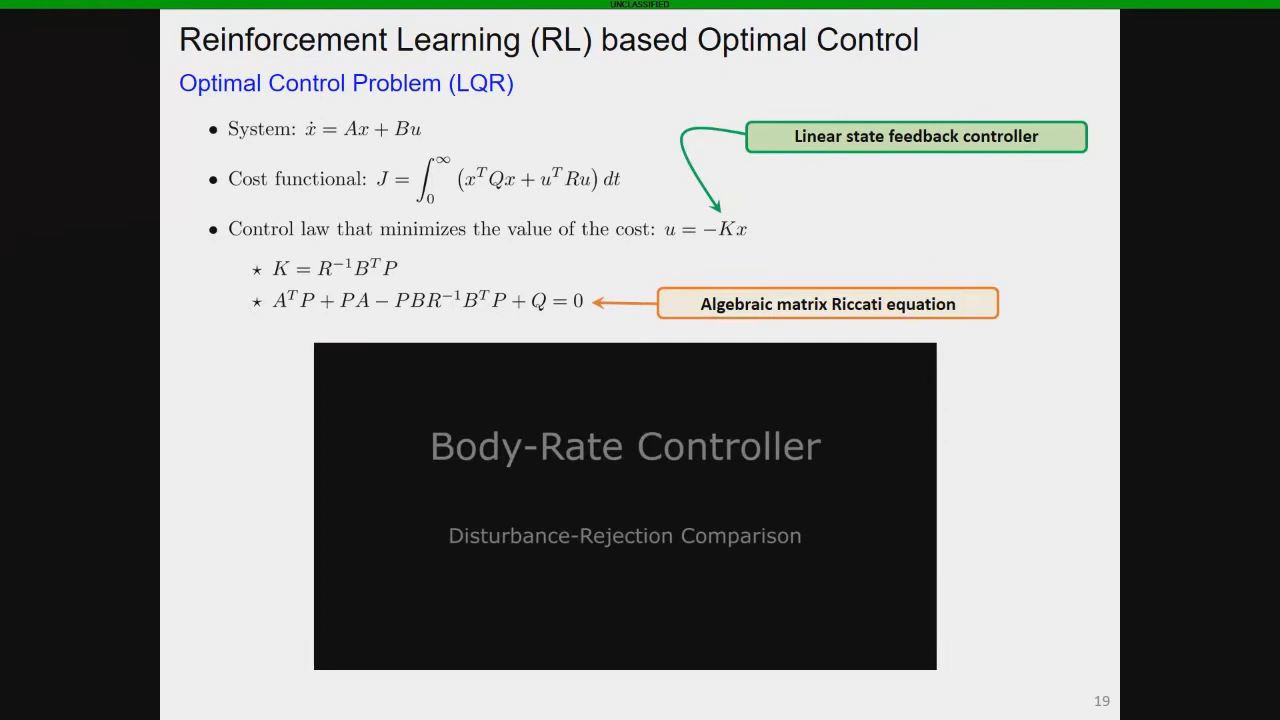 UNCLASSIFIED
Reinforcement Learning (RL) based Optimal Control
Optimal Control Problem (LQR)
• System: ẋ = Ax + Bu
Linear state feedback controller
• Cost functional: J = ∫₀^∞ (xᵀQx + uᵀRu) dt
• Control law that minimizes the value of the cost: u = −Kx
⋆ K = R⁻¹BᵀP
⋆ AᵀP + PA − PBR⁻¹BᵀP + Q = 0
Algebraic matrix Riccati equation
Body-Rate Controller
Disturbance-Rejection Comparison
19